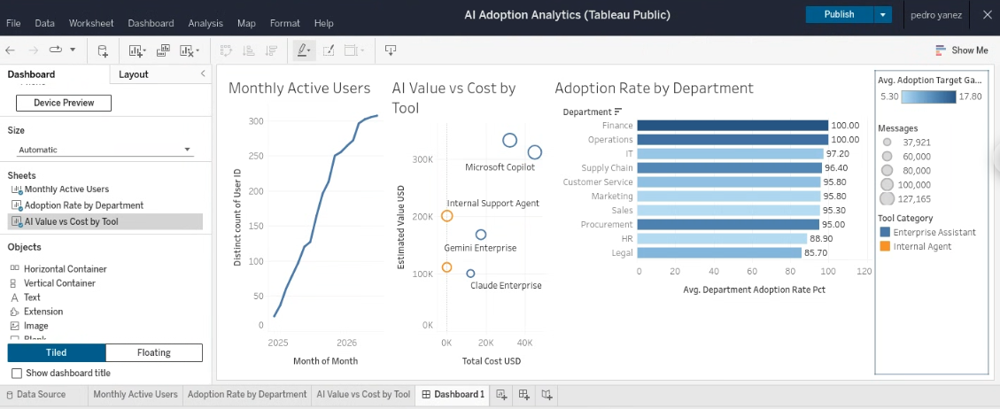 AI Adoption Analytics (Tableau Public)
Publish
pedro yanez
File Data Worksheet Dashboard Analysis Map Format Help
Show Me
Dashboard Layout
Device Preview
Size
Automatic
Sheets
Monthly Active Users
Adoption Rate by Department
AI Value vs Cost by Tool
Objects
Horizontal Container
Vertical Container
Text
Extension
Image
Tiled Floating
Show dashboard title
Monthly Active Users
Distinct count of User ID
300
250
200
150
100
50
0
2025 2026
Month of Month
AI Value vs Cost by
Tool
Estimated Value USD
300K
200K
100K
0K
Microsoft Copilot
Internal Support Agent
Gemini Enterprise
Claude Enterprise
0K 20K 40K
Total Cost USD
Adoption Rate by Department
Department
Finance 100.00
Operations 100.00
IT 97.20
Supply Chain 96.40
Customer Service 95.80
Marketing 95.80
Sales 95.30
Procurement 95.00
HR 88.90
Legal 85.70
0 20 40 60 80 100 120
Avg. Department Adoption Rate Pct
Avg. Adoption Target Ga...
5.30 17.80
Messages
37,921
60,000
80,000
100,000
127,165
Tool Category
Enterprise Assistant
Internal Agent
Data Source Monthly Active Users Adoption Rate by Department AI Value vs Cost by Tool Dashboard 1